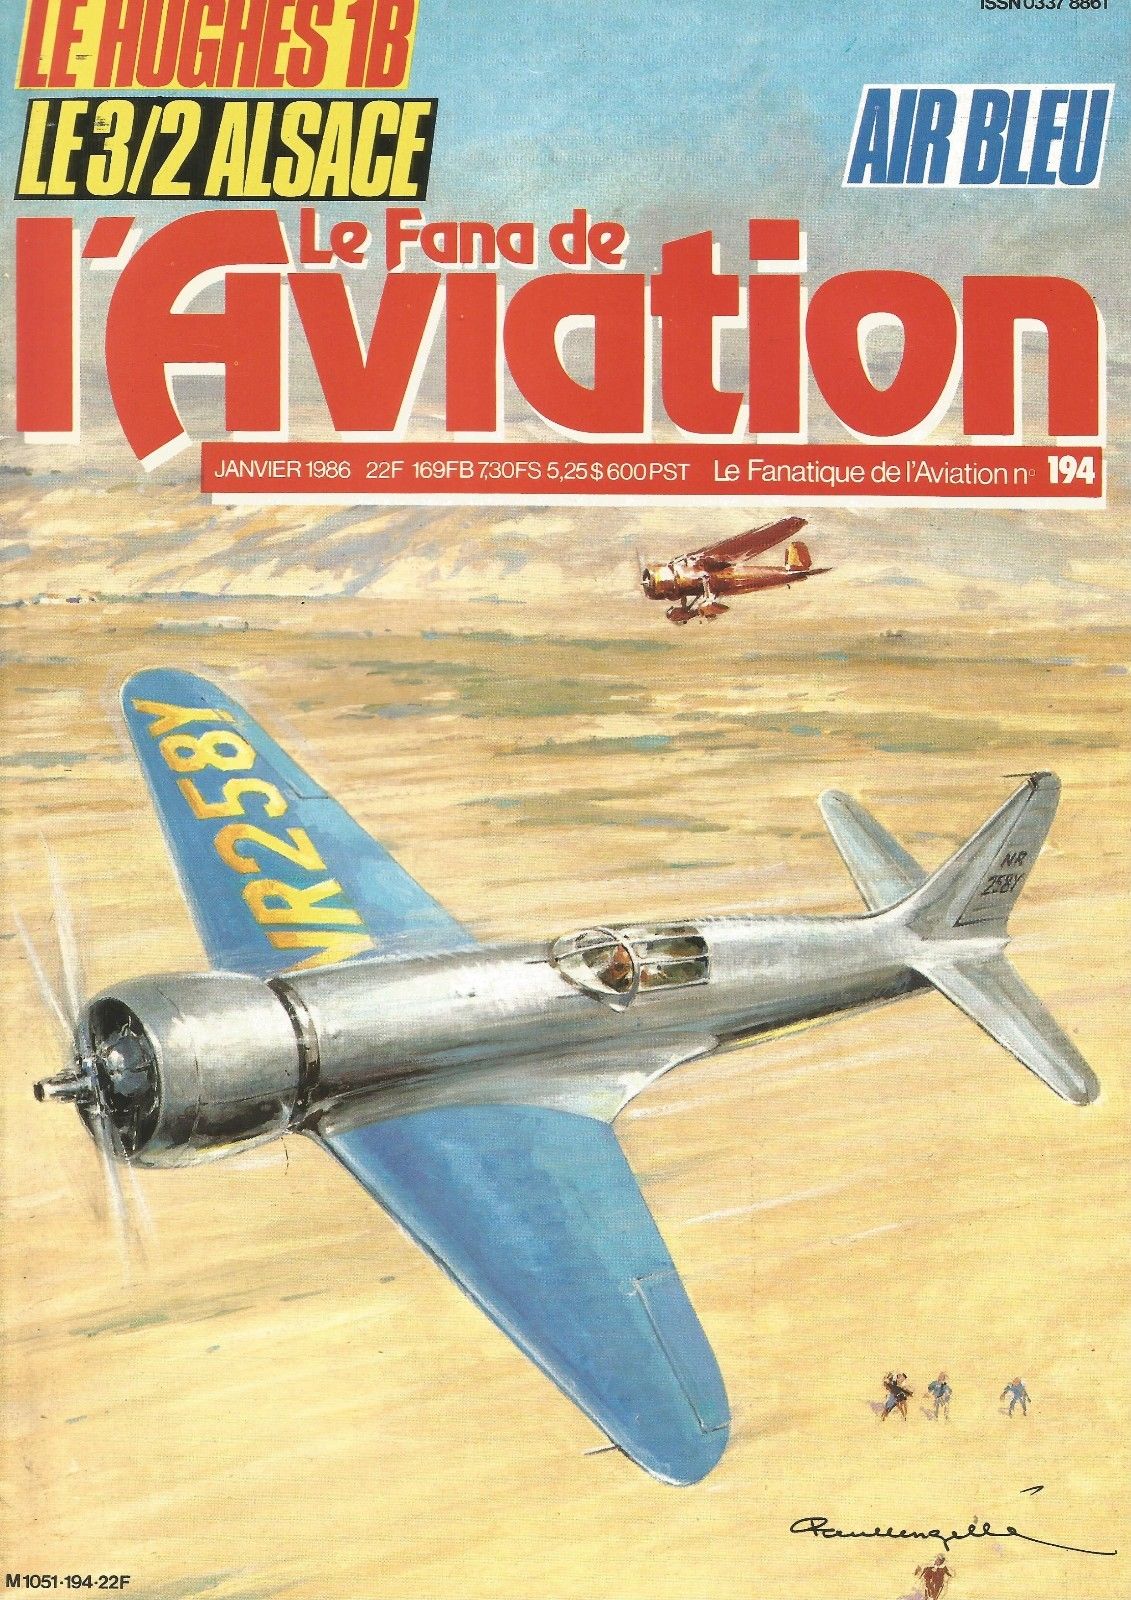 ISSN 0337 8861
LE HUGHES 1B
LE 3/2 ALSACE
AIR BLEU
Le Fana de
l'Aviation
JANVIER 1986 22F 169FB 7,30FS 5,25$ 600PST Le Fanatique de l'Aviation n° 194
NR258Y
NR
258Y
M1051-194-22F